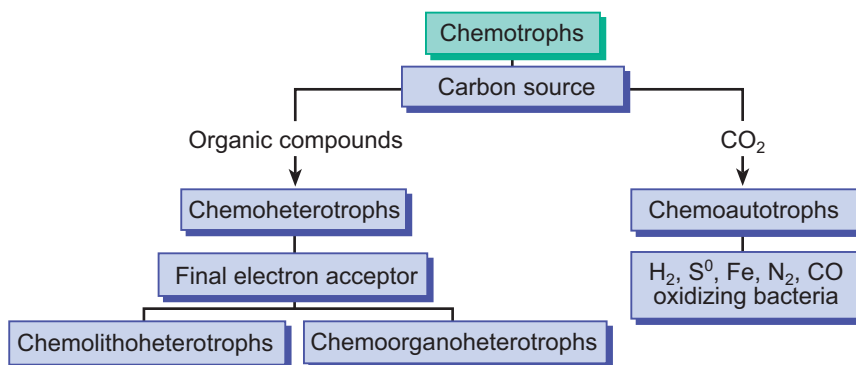 Chemotrophs
Carbon source
Organic compounds
CO₂
Chemoheterotrophs
Chemoautotrophs
Final electron acceptor
H₂, S⁰, Fe, N₂, CO
oxidizing bacteria
Chemolithoheterotrophs
Chemoorganoheterotrophs